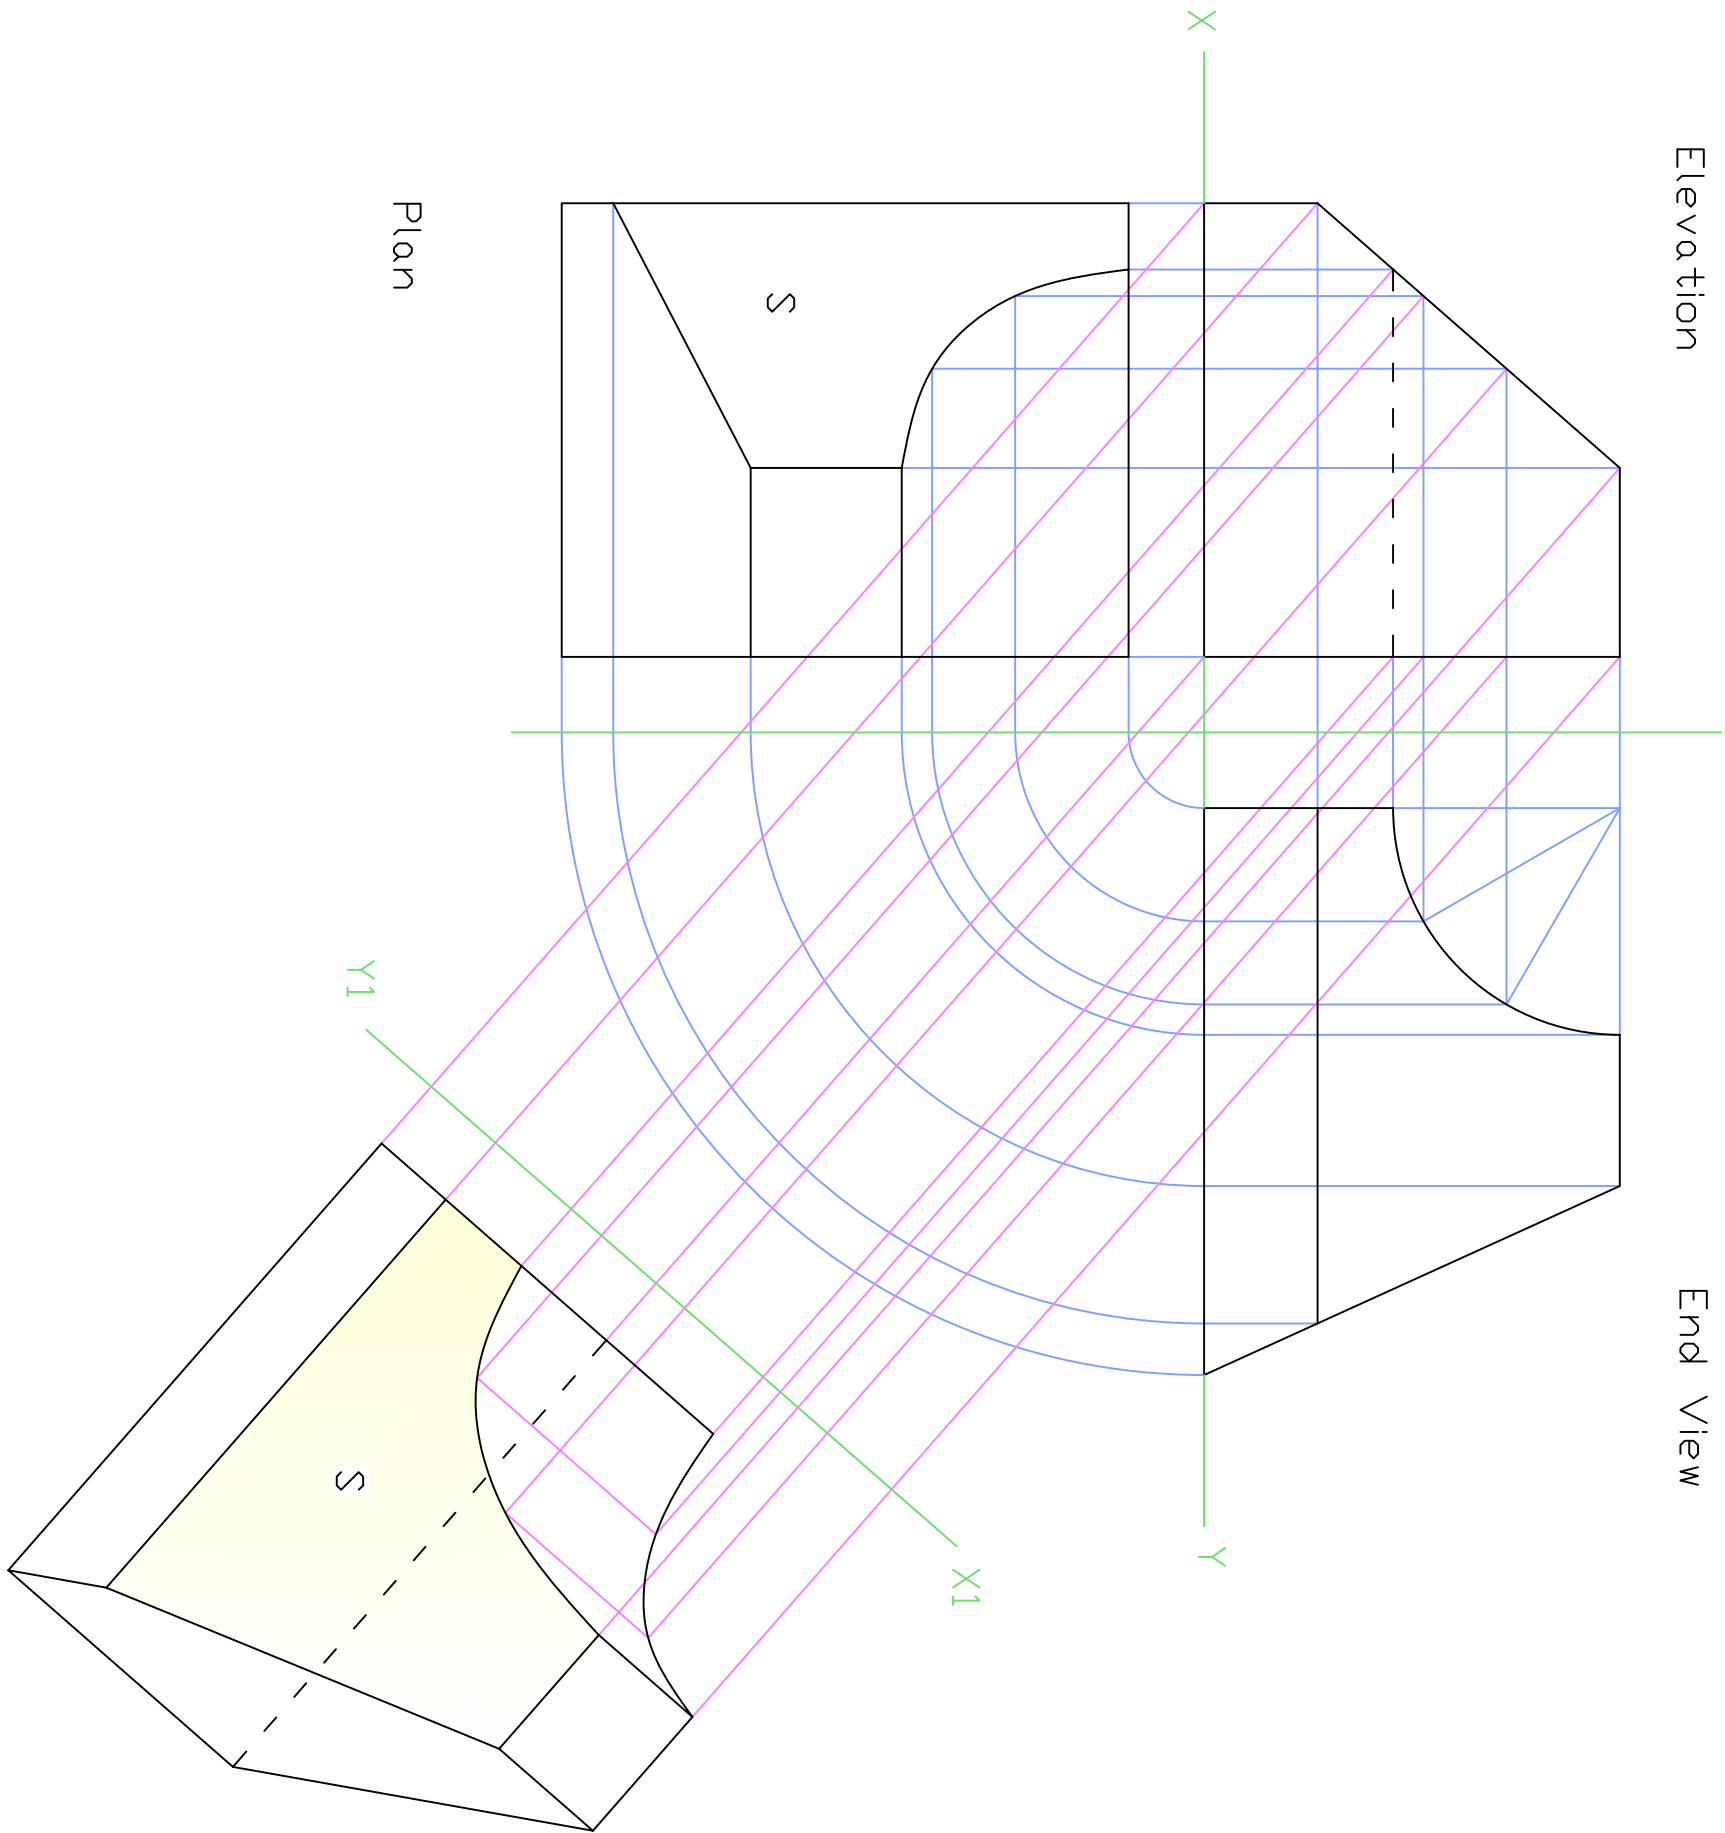 Elevation
End View
X
Y
S
Plan
Y1
X1
S